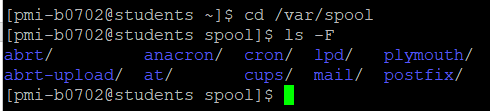 [pmi-b0702@students ~]$ cd /var/spool
[pmi-b0702@students spool]$ ls -F
abrt/ anacron/ cron/ lpd/ plymouth/
abrt-upload/ at/ cups/ mail/ postfix/
[pmi-b0702@students spool]$